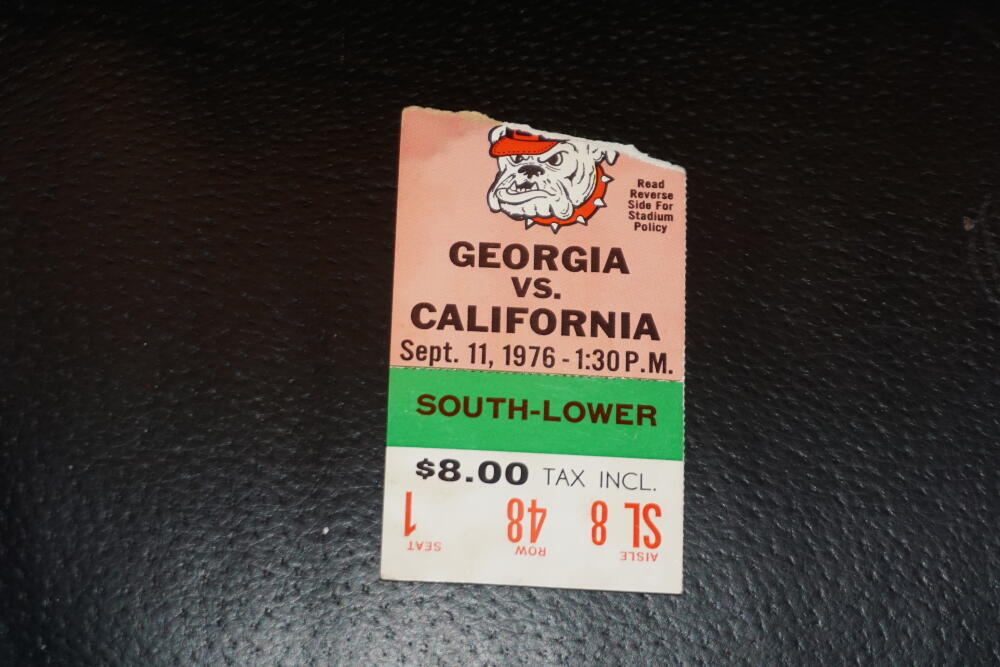 Read
Reverse
Side For
Stadium
Policy
GEORGIA
VS.
CALIFORNIA
Sept. 11, 1976 - 1:30 P.M.
SOUTH-LOWER
$8.00 TAX INCL.
AISLE ROW SEAT
SL 8 48 1